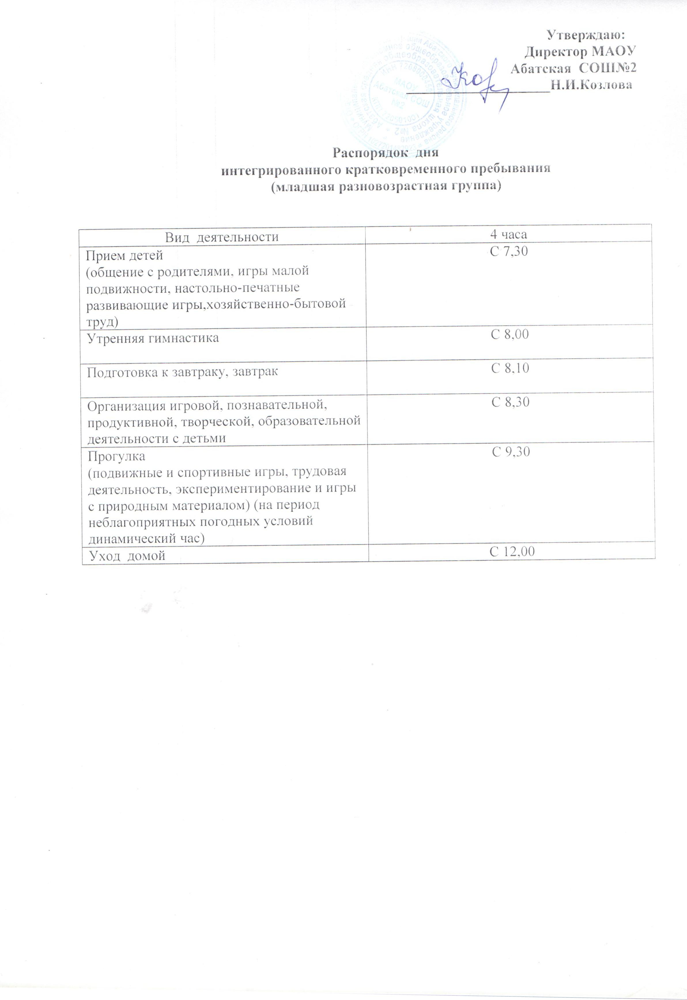 Утверждаю:
Директор МАОУ
Абатская СОШ№2
Н.И.Козлова
МАОУ
Абатская СОШ
№2
Распорядок дня
интегрированного кратковременного пребывания
(младшая разновозрастная группа)
Вид деятельности 4 часа
Прием детей С 7,30
(общение с родителями, игры малой
подвижности, настольно-печатные
развивающие игры,хозяйственно-бытовой
труд)
Утренняя гимнастика С 8,00
Подготовка к завтраку, завтрак С 8,10
Организация игровой, познавательной, С 8,30
продуктивной, творческой, образовательной
деятельности с детьми
Прогулка С 9,30
(подвижные и спортивные игры, трудовая
деятельность, экспериментирование и игры
с природным материалом) (на период
неблагоприятных погодных условий
динамический час)
Уход домой С 12,00